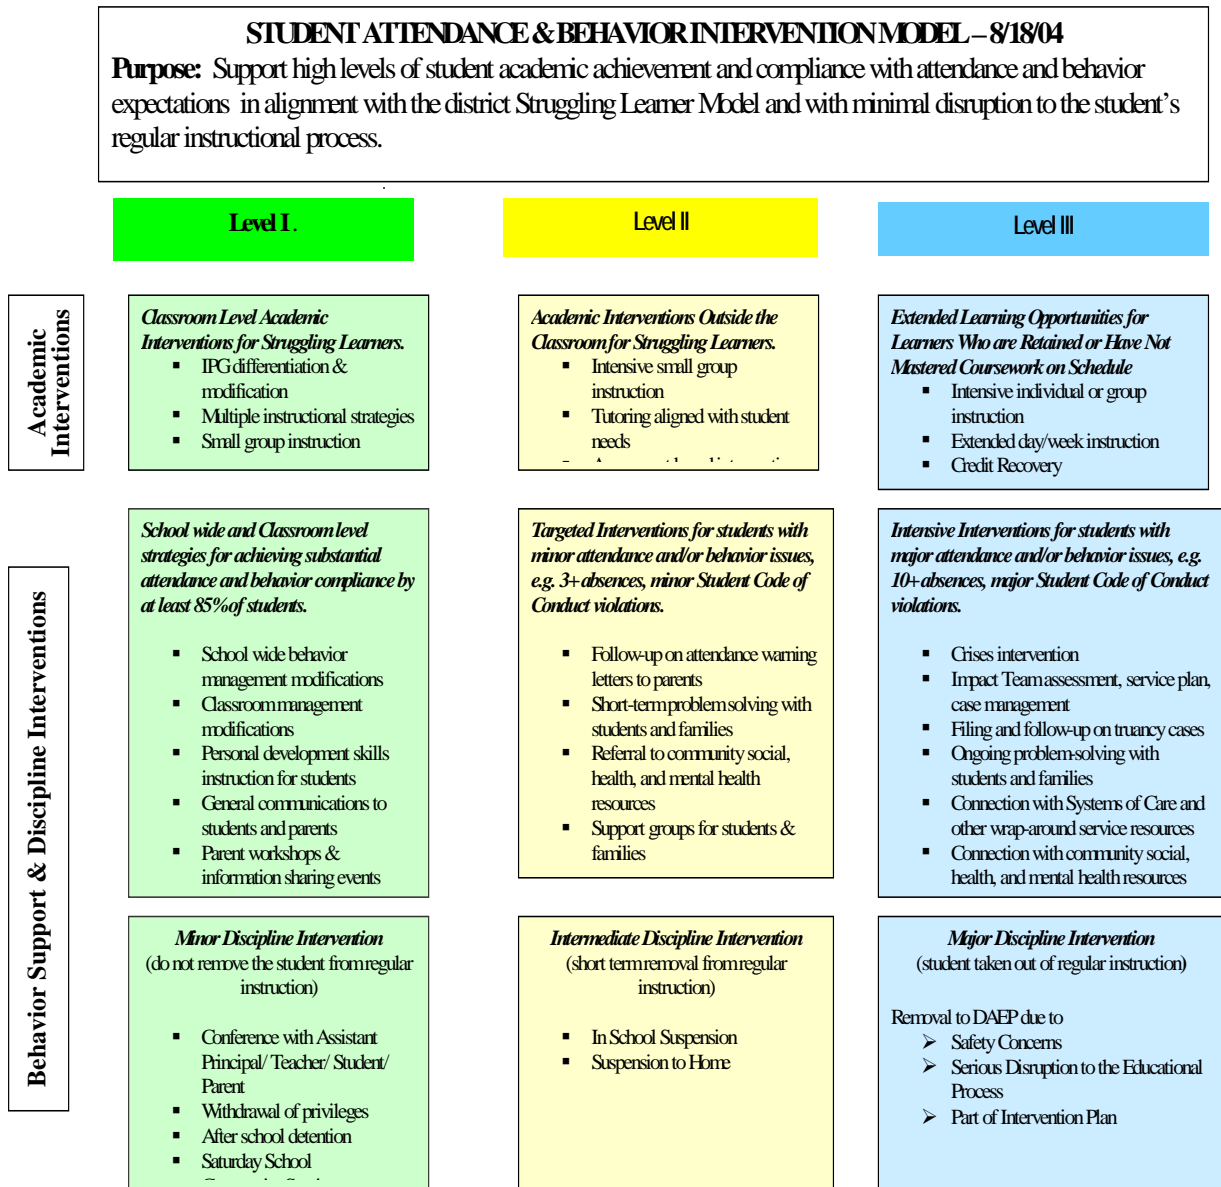 STUDENT ATTENDANCE & BEHAVIOR INTERVENTION MODEL – 8/18/04
Purpose: Support high levels of student academic achievement and compliance with attendance and behavior
expectations in alignment with the district Struggling Learner Model and with minimal disruption to the student's
regular instructional process.
Level I .
Level II
Level III
Academic
Interventions
Classroom Level Academic
Interventions for Struggling Learners.
▪ IPG differentiation &
modification
▪ Multiple instructional strategies
▪ Small group instruction
Academic Interventions Outside the
Classroom for Struggling Learners.
▪ Intensive small group
instruction
▪ Tutoring aligned with student
needs
Extended Learning Opportunities for
Learners Who are Retained or Have Not
Mastered Coursework on Schedule
▪ Intensive individual or group
instruction
▪ Extended day/week instruction
▪ Credit Recovery
Behavior Support & Discipline Interventions
School wide and Classroom level
strategies for achieving substantial
attendance and behavior compliance by
at least 85% of students.
▪ School wide behavior
management modifications
▪ Classroom management
modifications
▪ Personal development skills
instruction for students
▪ General communications to
students and parents
▪ Parent workshops &
information sharing events
Targeted Interventions for students with
minor attendance and/or behavior issues,
e.g. 3+ absences, minor Student Code of
Conduct violations.
▪ Follow-up on attendance warning
letters to parents
▪ Short-term problem solving with
students and families
▪ Referral to community social,
health, and mental health
resources
▪ Support groups for students &
families
Intensive Interventions for students with
major attendance and/or behavior issues, e.g.
10+ absences, major Student Code of Conduct
violations.
▪ Crises intervention
▪ Impact Team assessment, service plan,
case management
▪ Filing and follow-up on truancy cases
▪ Ongoing problem-solving with
students and families
▪ Connection with Systems of Care and
other wrap-around service resources
▪ Connection with community social,
health, and mental health resources
Minor Discipline Intervention
(do not remove the student from regular
instruction)
▪ Conference with Assistant
Principal/ Teacher/ Student/
Parent
▪ Withdrawal of privileges
▪ After school detention
▪ Saturday School
Intermediate Discipline Intervention
(short term removal from regular
instruction)
▪ In School Suspension
▪ Suspension to Home
Major Discipline Intervention
(student taken out of regular instruction)
Removal to DAEP due to
➢ Safety Concerns
➢ Serious Disruption to the Educational
Process
➢ Part of Intervention Plan